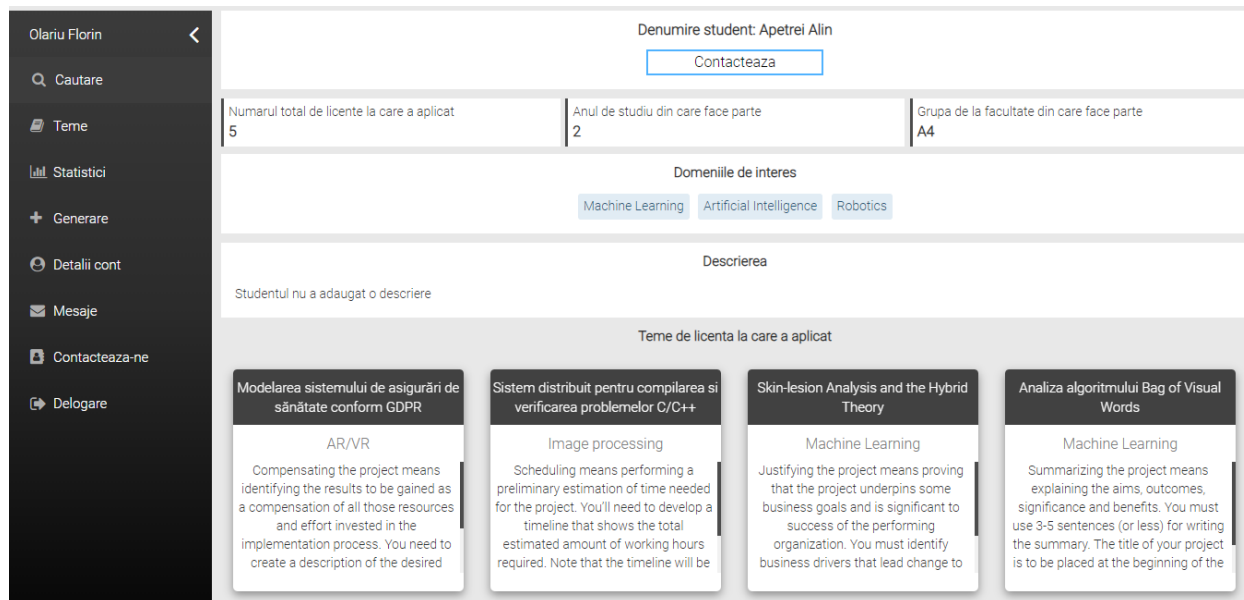 Olariu Florin
Cautare
Teme
Statistici
Generare
Detalii cont
Mesaje
Contacteaza-ne
Delogare
Denumire student: Apetrei Alin
Contacteaza
Numarul total de licente la care a aplicat
5
Anul de studiu din care face parte
2
Grupa de la facultate din care face parte
A4
Domeniile de interes
Machine Learning Artificial Intelligence Robotics
Descrierea
Studentul nu a adaugat o descriere
Teme de licenta la care a aplicat
Modelarea sistemului de asigurări de
sănătate conform GDPR
AR/VR
Compensating the project means
identifying the results to be gained as
a compensation of all those resources
and effort invested in the
implementation process. You need to
create a description of the desired
Sistem distribuit pentru compilarea si
verificarea problemelor C/C++
Image processing
Scheduling means performing a
preliminary estimation of time needed
for the project. You'll need to develop a
timeline that shows the total
estimated amount of working hours
required. Note that the timeline will be
Skin-lesion Analysis and the Hybrid
Theory
Machine Learning
Justifying the project means proving
that the project underpins some
business goals and is significant to
success of the performing
organization. You must identify
business drivers that lead change to
Analiza algoritmului Bag of Visual
Words
Machine Learning
Summarizing the project means
explaining the aims, outcomes,
significance and benefits. You must
use 3-5 sentences (or less) for writing
the summary. The title of your project
is to be placed at the beginning of the